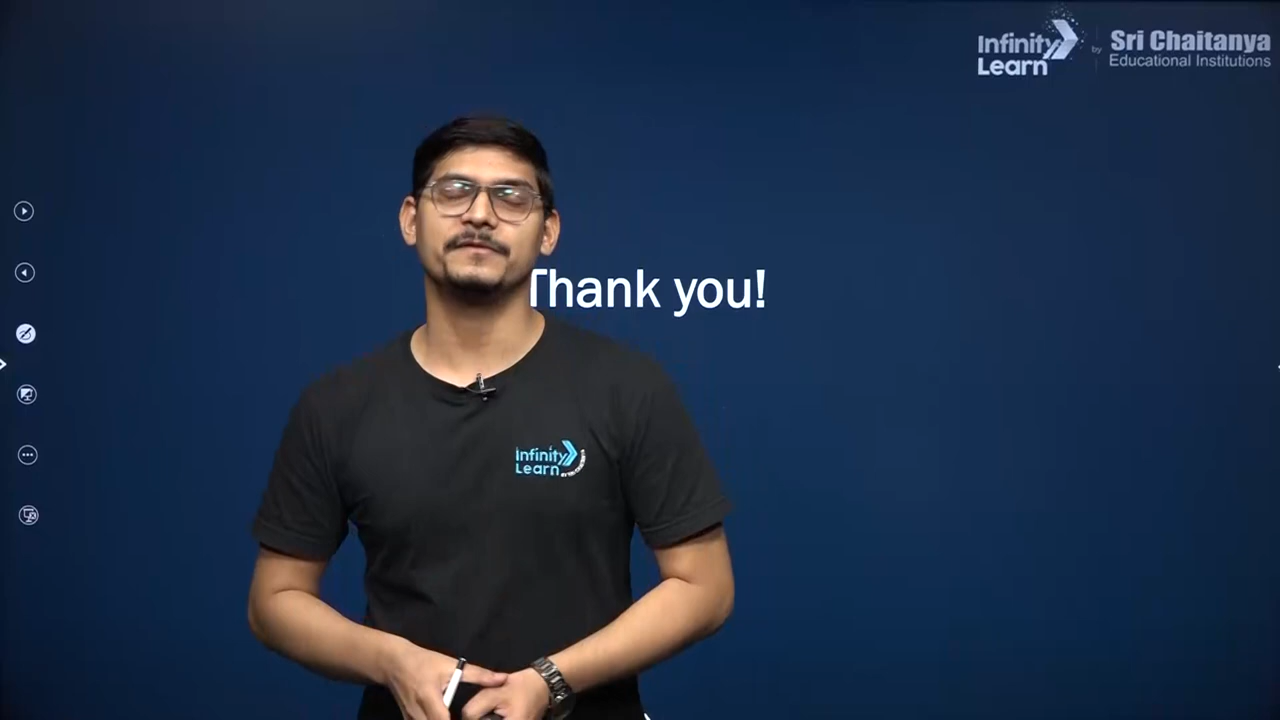 Infinity
Learn
by
Sri Chaitanya
Educational Institutions
Thank you!
Infinity
Learn